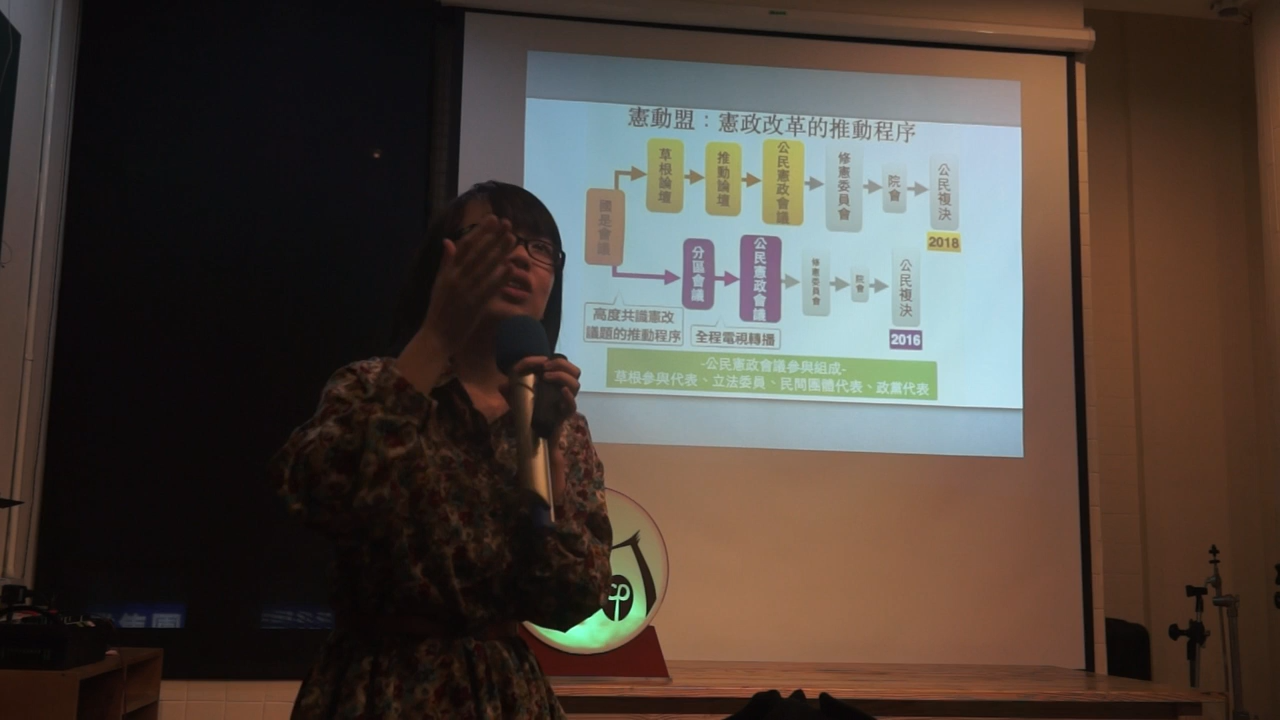 憲動盟：憲政改革的推動程序
國是會議
草根論壇
推動論壇
公民憲政會議
修憲委員會
院會
公民複決
2018
分區會議
公民憲政會議
修憲委員會
院會
公民複決
2016
高度共識憲改
議題的推動程序
全程電視轉播
-公民憲政會議參與組成-
草根參與代表、立法委員、民間團體代表、政黨代表